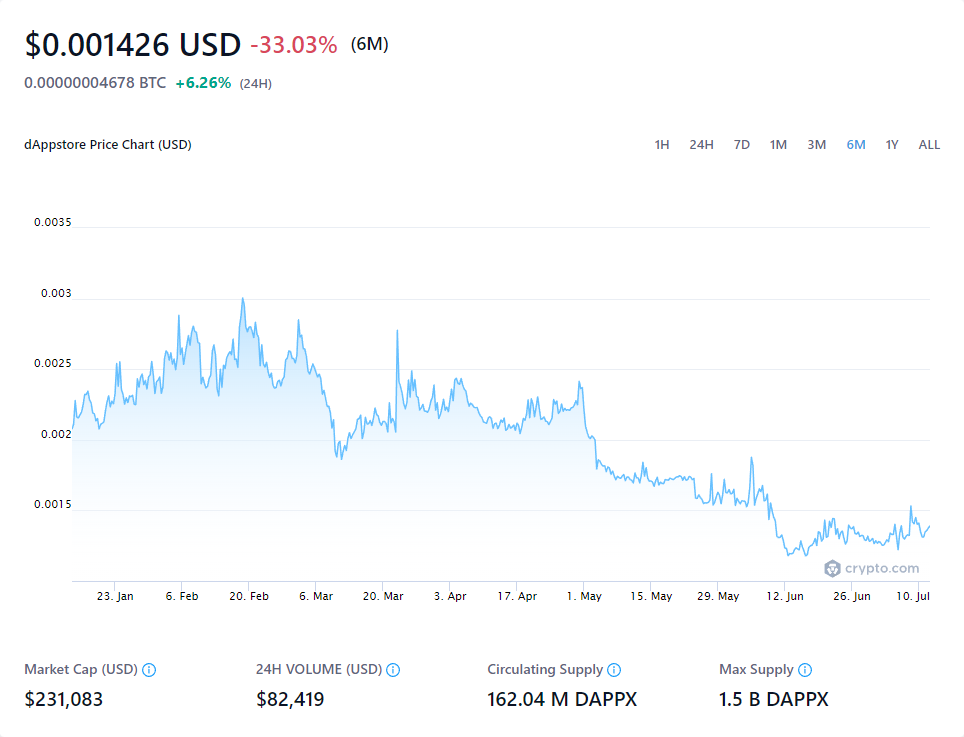 $0.001426 USD -33.03% (6M)
0.00000004678 BTC +6.26% (24H)
dAppstore Price Chart (USD) 1H 24H 7D 1M 3M 6M 1Y ALL
0.0035
0.003
0.0025
0.002
0.0015
crypto.com
23. Jan 6. Feb 20. Feb 6. Mar 20. Mar 3. Apr 17. Apr 1. May 15. May 29. May 12. Jun 26. Jun 10. Jul
Market Cap (USD) 24H VOLUME (USD) Circulating Supply Max Supply
$231,083 $82,419 162.04 M DAPPX 1.5 B DAPPX